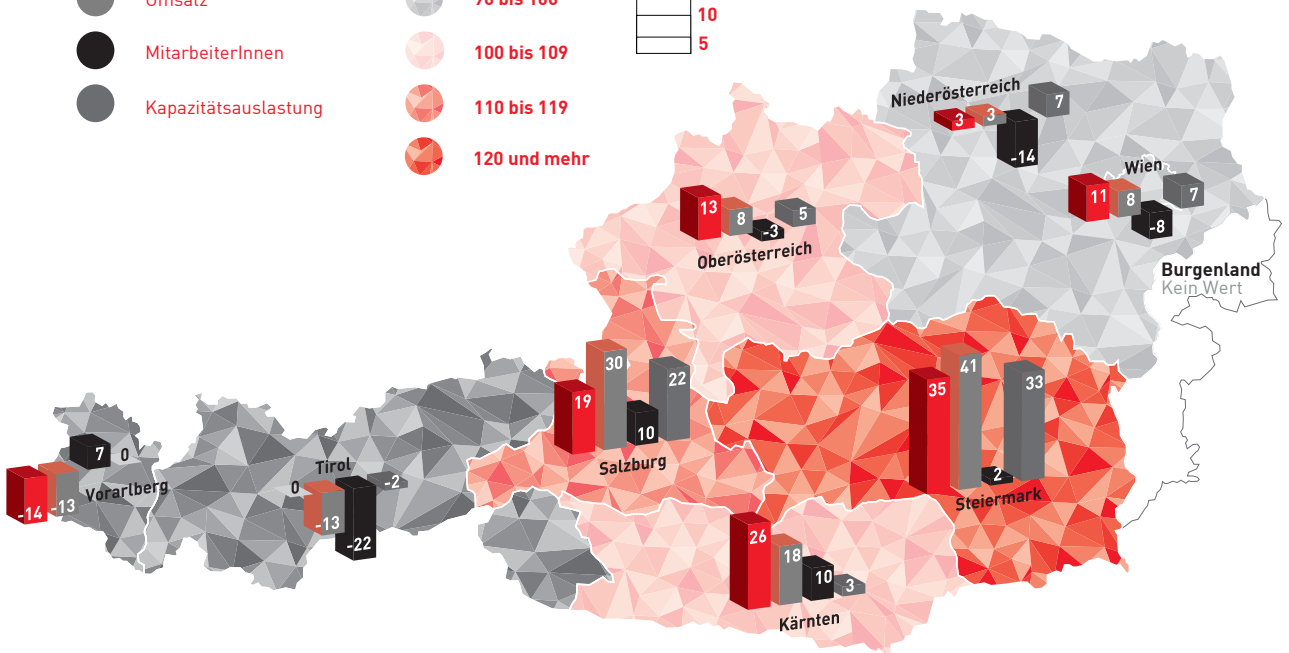 Umsatz
90 bis 100
10
5
MitarbeiterInnen
100 bis 109
Kapazitätsauslastung
110 bis 119
120 und mehr
Niederösterreich
3
3
-14
7
Wien
11
8
-8
7
13
8
-3
5
Oberösterreich
Burgenland
Kein Wert
19
30
10
22
Salzburg
35
41
2
33
Steiermark
-14
-13
7
0
Vorarlberg
Tirol
0
-13
-22
-2
26
18
10
3
Kärnten